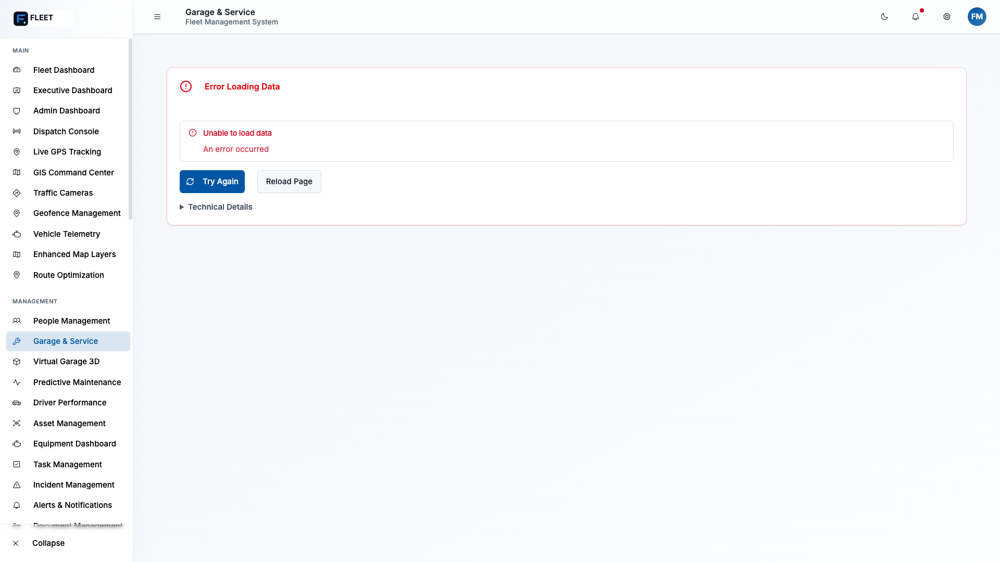 FLEET
MAIN
Fleet Dashboard
Executive Dashboard
Admin Dashboard
Dispatch Console
Live GPS Tracking
GIS Command Center
Traffic Cameras
Geofence Management
Vehicle Telemetry
Enhanced Map Layers
Route Optimization
MANAGEMENT
People Management
Garage & Service
Virtual Garage 3D
Predictive Maintenance
Driver Performance
Asset Management
Equipment Dashboard
Task Management
Incident Management
Alerts & Notifications
Document Management
Collapse
Garage & Service
Fleet Management System
FM
Error Loading Data
Unable to load data
An error occurred
Try Again
Reload Page
Technical Details